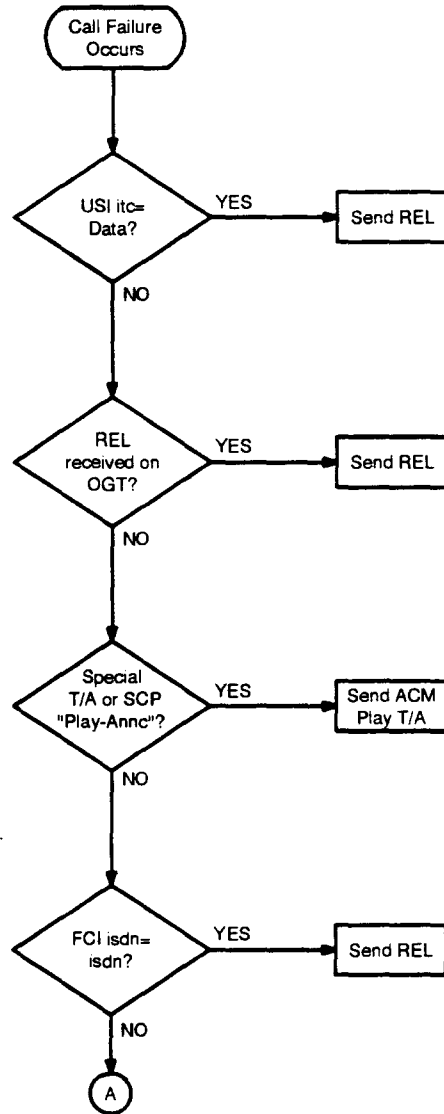 Call Failure
Occurs
USI itc=
Data?
YES
Send REL
NO
REL
received on
OGT?
YES
Send REL
NO
Special
T/A or SCP
"Play-Annc"?
YES
Send ACM
Play T/A
NO
FCI isdn=
isdn?
YES
Send REL
NO
A